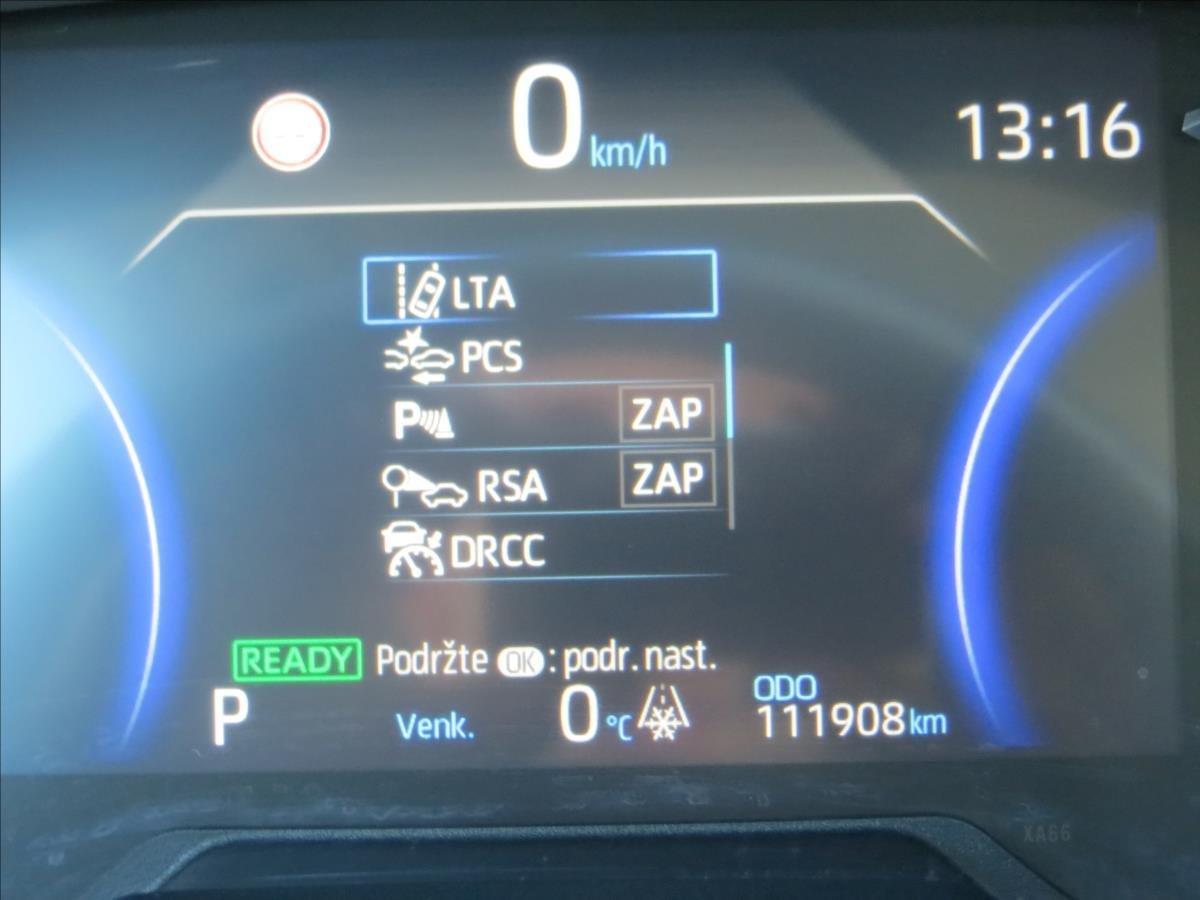 0 km/h
13:16
LTA
PCS
P ZAP
RSA ZAP
DRCC
READY Podržte OK : podr. nast.
P Venk. 0 °C ODO
111908 km
XA66